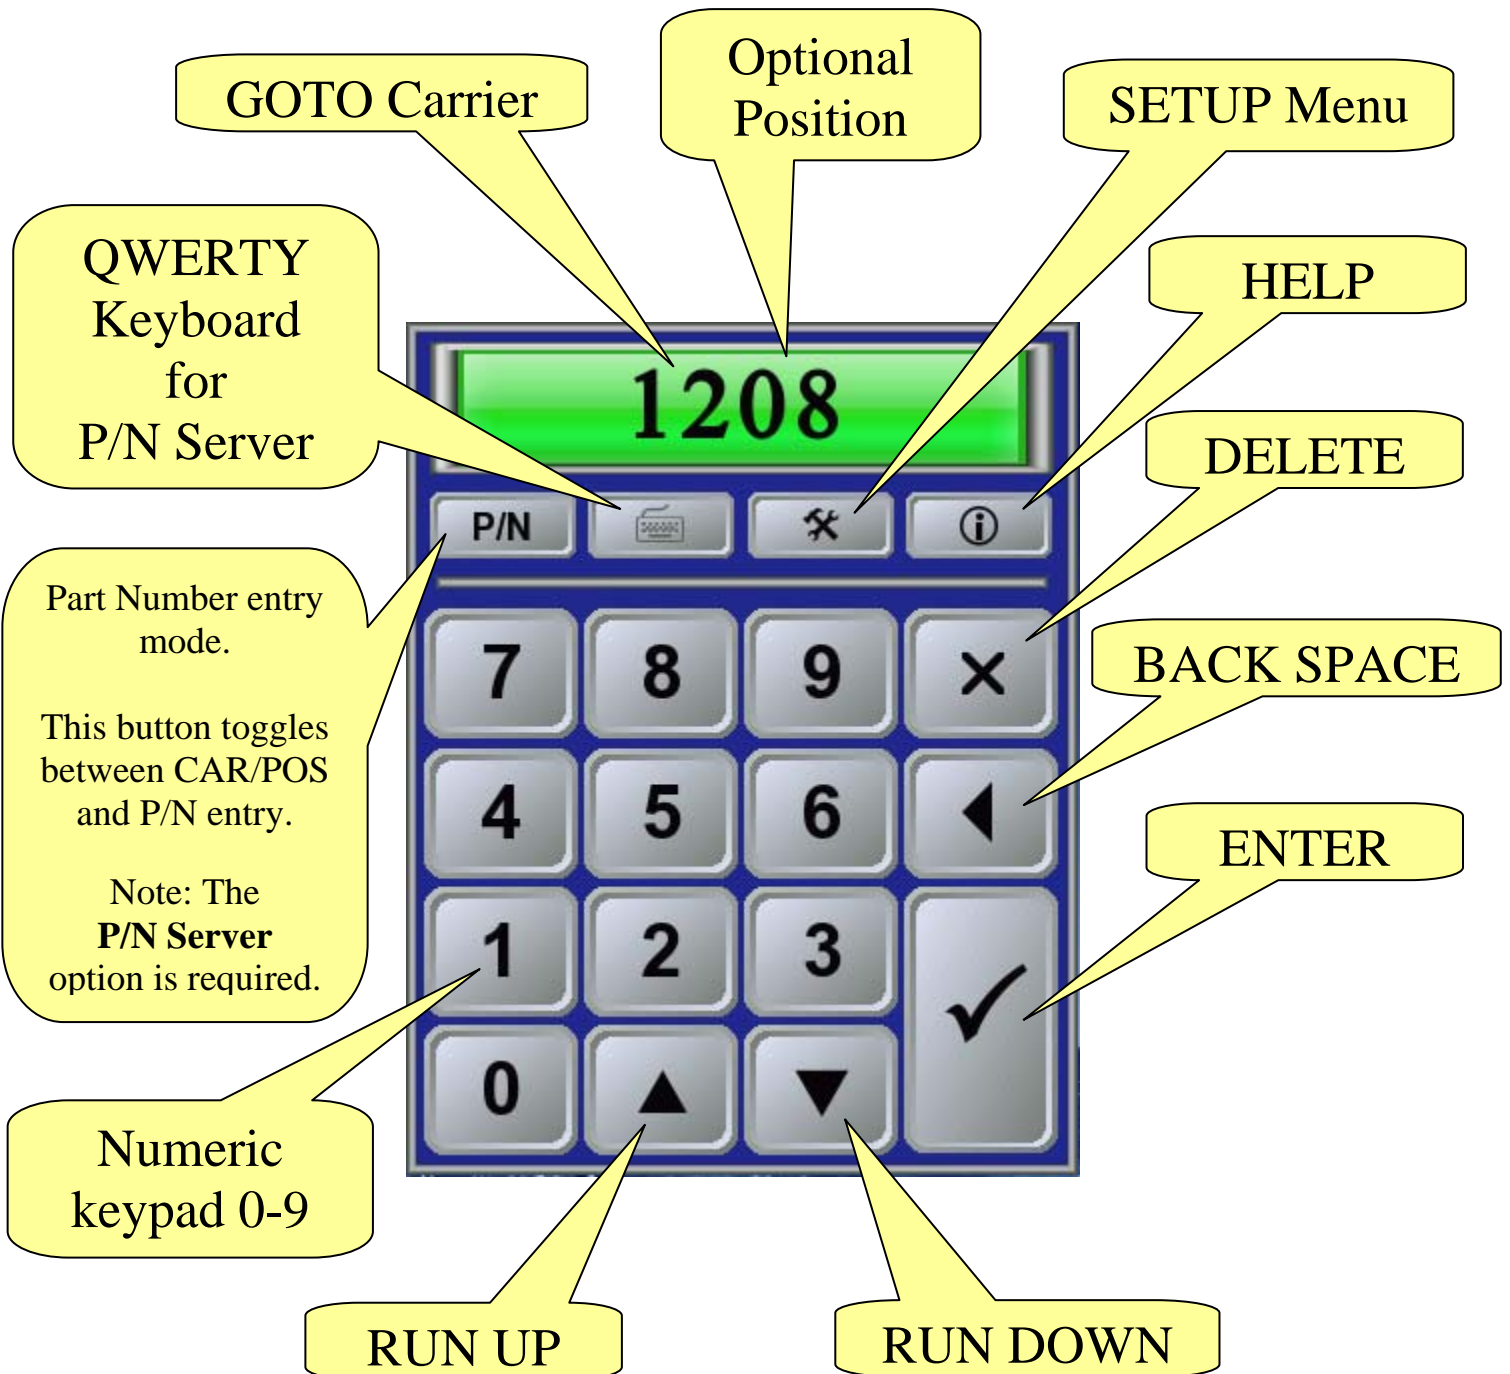 GOTO Carrier
Optional
Position
SETUP Menu
QWERTY
Keyboard
for
P/N Server
HELP
1208
DELETE
P/N
Part Number entry
mode.
This button toggles
between CAR/POS
and P/N entry.
Note: The
P/N Server
option is required.
7 8 9
BACK SPACE
4 5 6
ENTER
1 2 3
0
Numeric
keypad 0-9
RUN UP
RUN DOWN